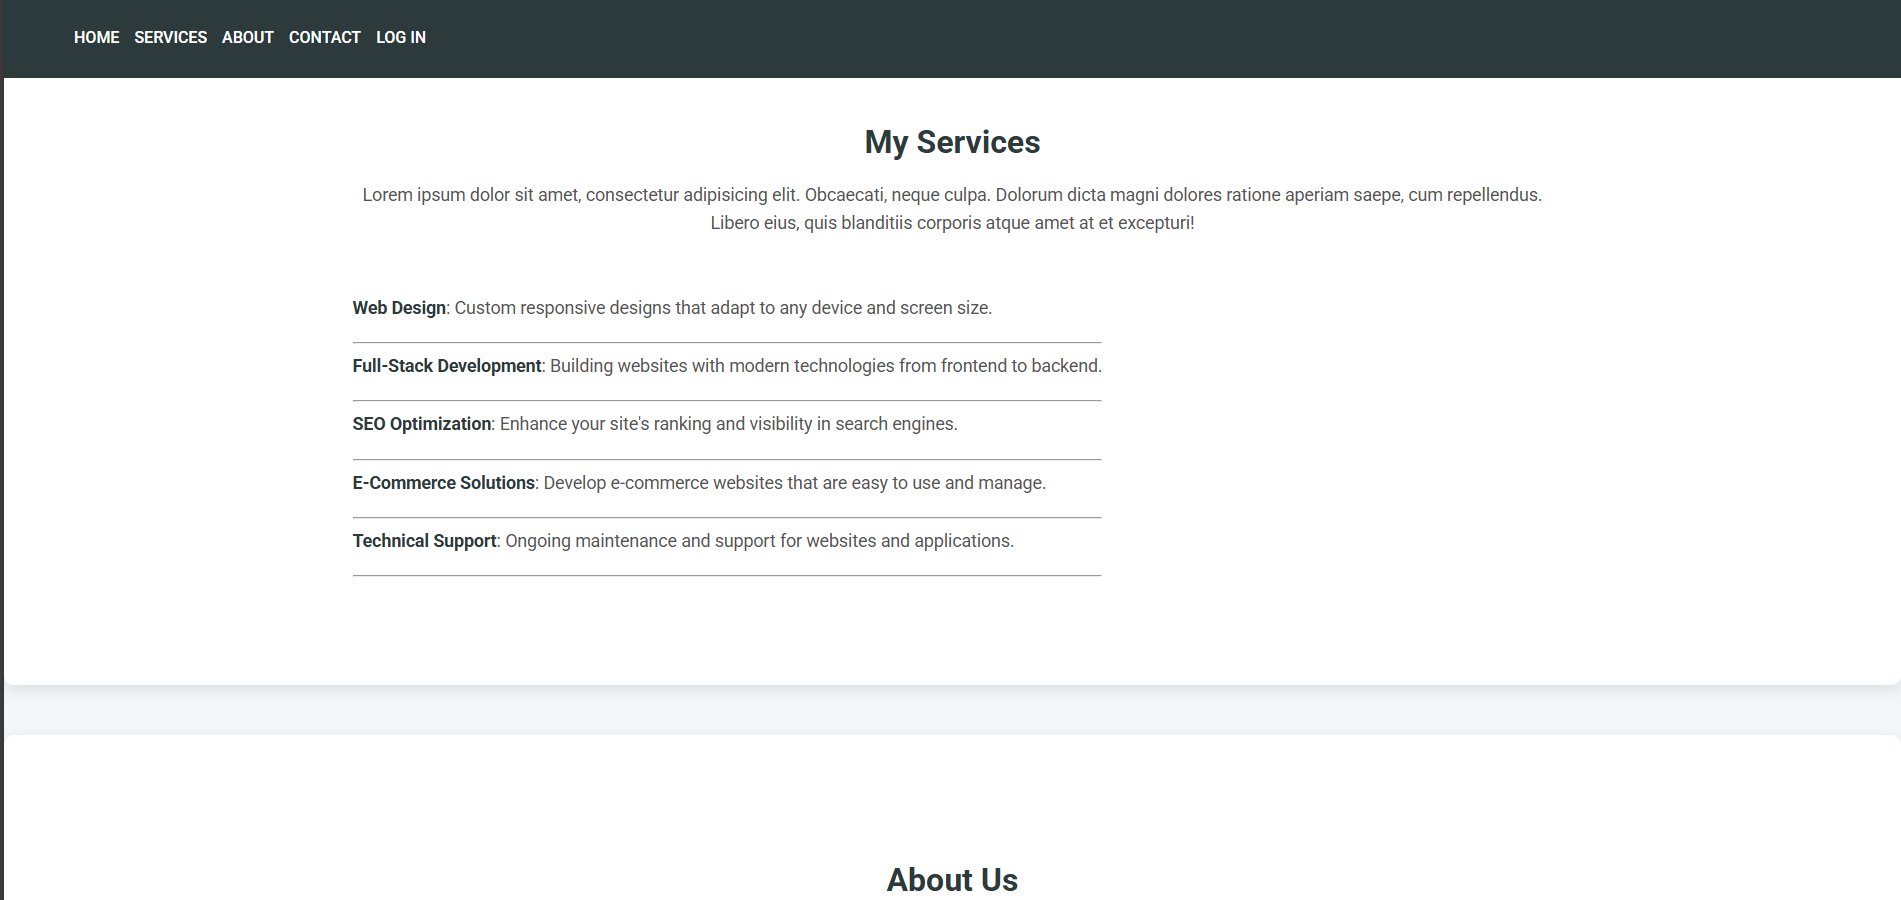 HOME SERVICES ABOUT CONTACT LOG IN
My Services
Lorem ipsum dolor sit amet, consectetur adipisicing elit. Obcaecati, neque culpa. Dolorum dicta magni dolores ratione aperiam saepe, cum repellendus.
Libero eius, quis blanditiis corporis atque amet at et excepturi!
Web Design: Custom responsive designs that adapt to any device and screen size.
Full-Stack Development: Building websites with modern technologies from frontend to backend.
SEO Optimization: Enhance your site's ranking and visibility in search engines.
E-Commerce Solutions: Develop e-commerce websites that are easy to use and manage.
Technical Support: Ongoing maintenance and support for websites and applications.
About Us